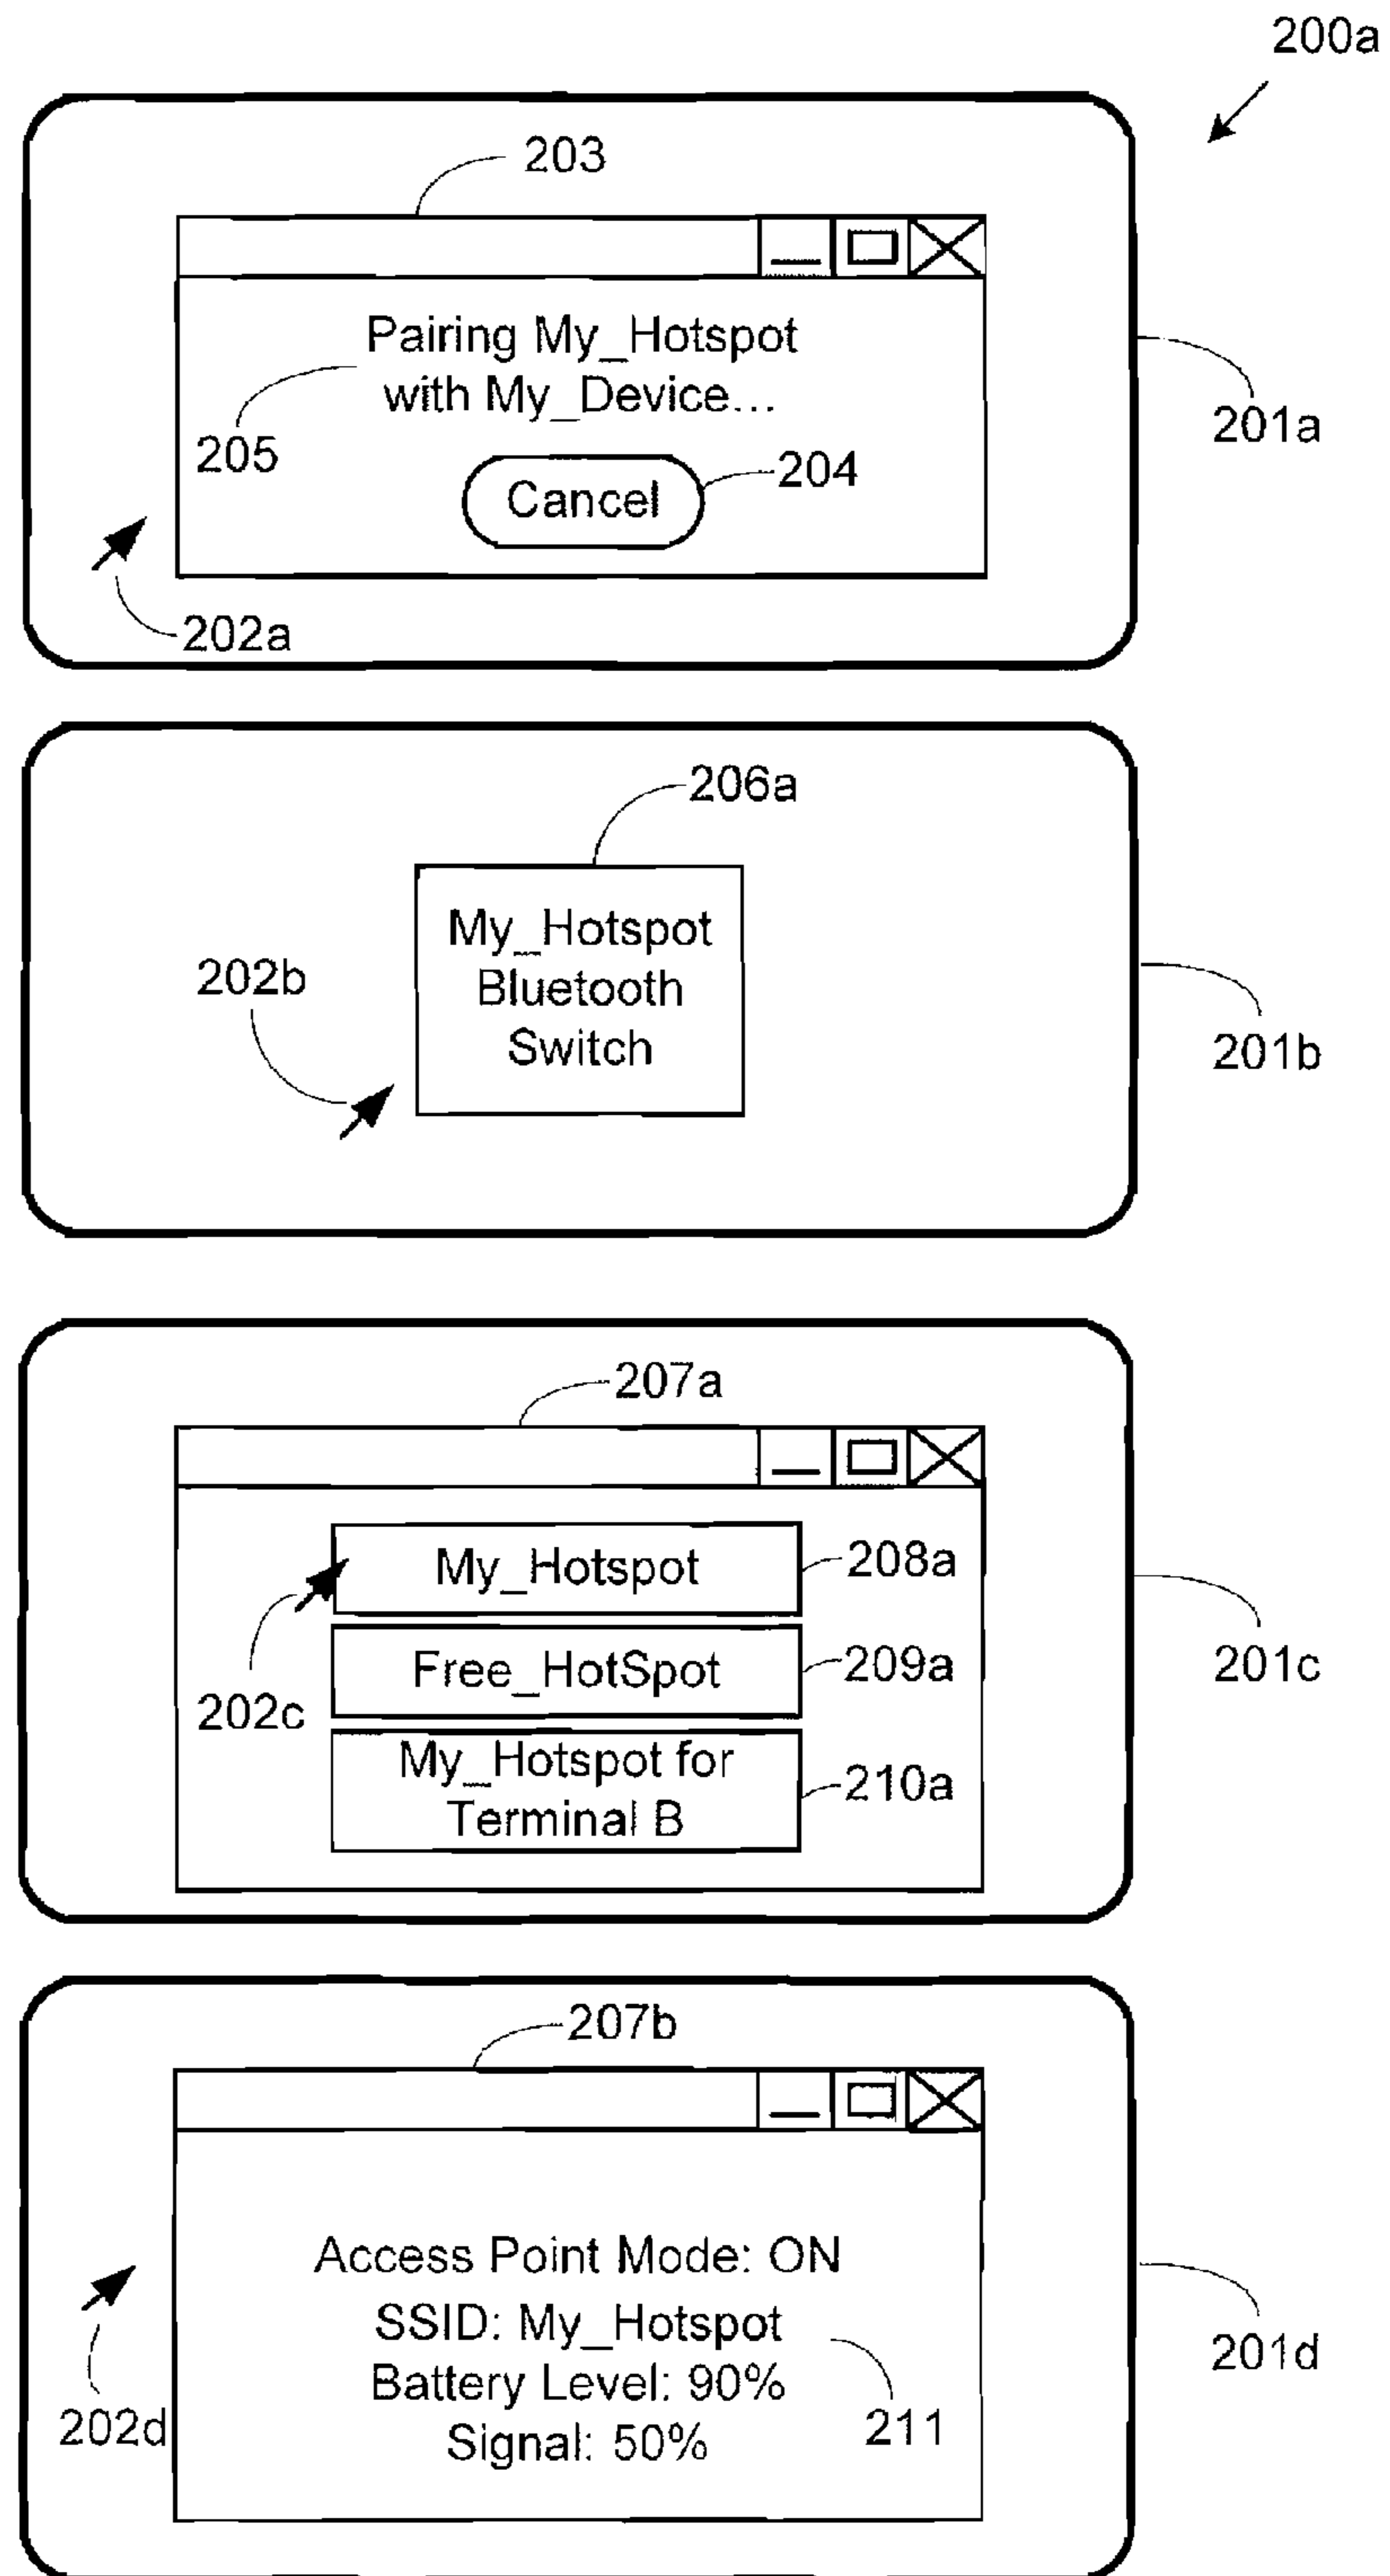 200a
203
Pairing My_Hotspot
with My_Device...
205
204
Cancel
201a
202a
206a
My_Hotspot
Bluetooth
Switch
202b
201b
207a
My_Hotspot
208a
Free_HotSpot
209a
202c
My_Hotspot for
Terminal B
210a
201c
207b
Access Point Mode: ON
SSID: My_Hotspot
Battery Level: 90%
Signal: 50%
211
202d
201d